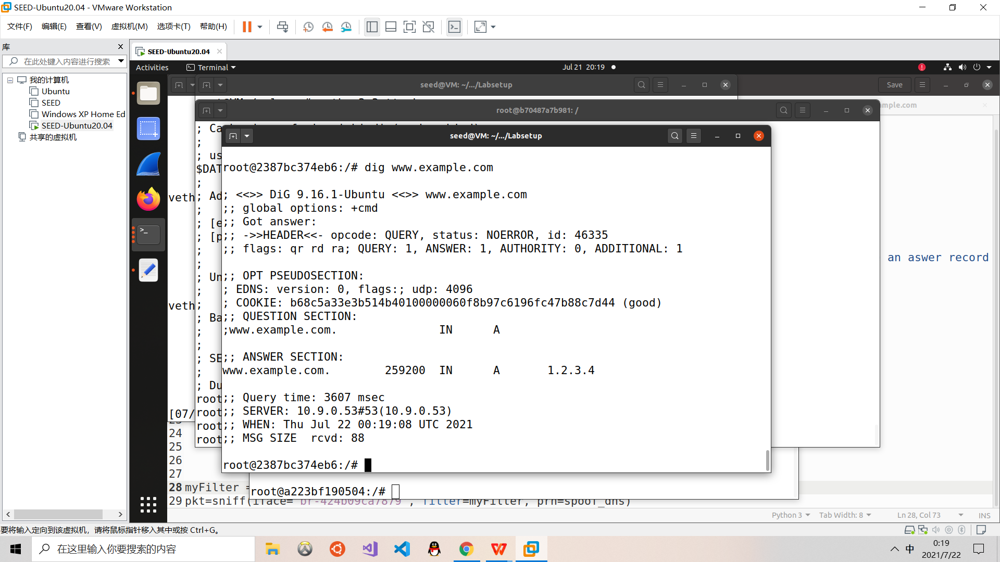 SEED-Ubuntu20.04 - VMware Workstation
文件(F) 编辑(E) 查看(V) 虚拟机(M) 选项卡(T) 帮助(H)
库
在此处键入内容进行搜索
我的计算机
Ubuntu
SEED
Windows XP Home Ed
SEED-Ubuntu20.04
共享的虚拟机
SEED-Ubuntu20.04
Activities
Terminal
Jul 21 20:19
seed@VM: ~/.../Labsetup
Save
root@b70487a7b981: /
mple.com
; Ca
;
; us
$DAT
;
; Ad
;
; [e
; [p
;
;
; Un
;
;
; Ba
;
;
; SE
;
; Du
root
root
root
root
veth
veth
[07/
seed@VM: ~/.../Labsetup
root@2387bc374eb6:/# dig www.example.com
; <<>> DiG 9.16.1-Ubuntu <<>> www.example.com
;; global options: +cmd
;; Got answer:
;; ->>HEADER<<- opcode: QUERY, status: NOERROR, id: 46335
;; flags: qr rd ra; QUERY: 1, ANSWER: 1, AUTHORITY: 0, ADDITIONAL: 1
;; OPT PSEUDOSECTION:
; EDNS: version: 0, flags:; udp: 4096
; COOKIE: b68c5a33e3b514b40100000060f8b97c6196fc47b88c7d44 (good)
;; QUESTION SECTION:
;www.example.com. IN A
;; ANSWER SECTION:
www.example.com. 259200 IN A 1.2.3.4
;; Query time: 3607 msec
;; SERVER: 10.9.0.53#53(10.9.0.53)
;; WHEN: Thu Jul 22 00:19:08 UTC 2021
;; MSG SIZE rcvd: 88
root@2387bc374eb6:/#
an aswer record
24
25
26
27
28 myFilter =
root@a223bf190504:/#
29 pkt=sniff(iface='br-424b09ca7879', filter=myFilter, prn=spoof_dns)
Python 3 Tab Width: 8 Ln 28, Col 73 INS
要将输入定向到该虚拟机，请将鼠标指针移入其中或按 Ctrl+G。
在这里输入你要搜索的内容
中
0:19
2021/7/22